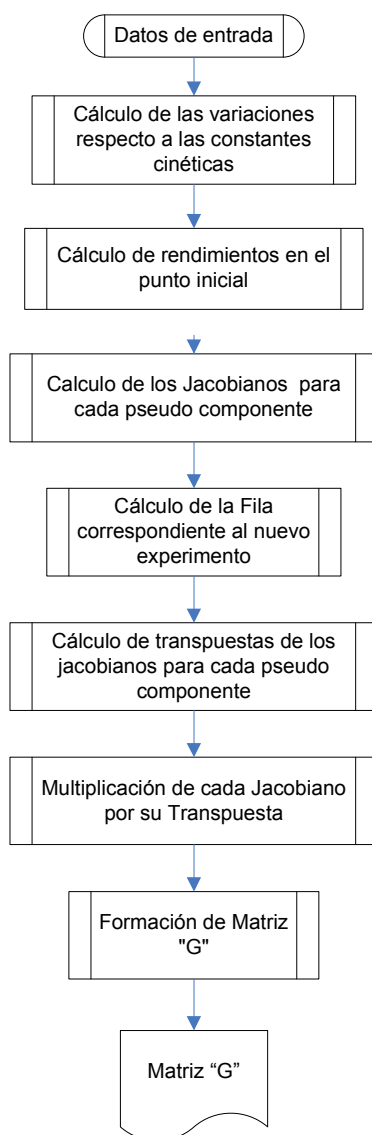 Datos de entrada
Cálculo de las variaciones
respecto a las constantes
cinéticas
Cálculo de rendimientos en el
punto inicial
Calculo de los Jacobianos para
cada pseudo componente
Cálculo de la Fila
correspondiente al nuevo
experimento
Cálculo de transpuestas de los
jacobianos para cada pseudo
componente
Multiplicación de cada Jacobiano
por su Transpuesta
Formación de Matriz
"G"
Matriz “G”